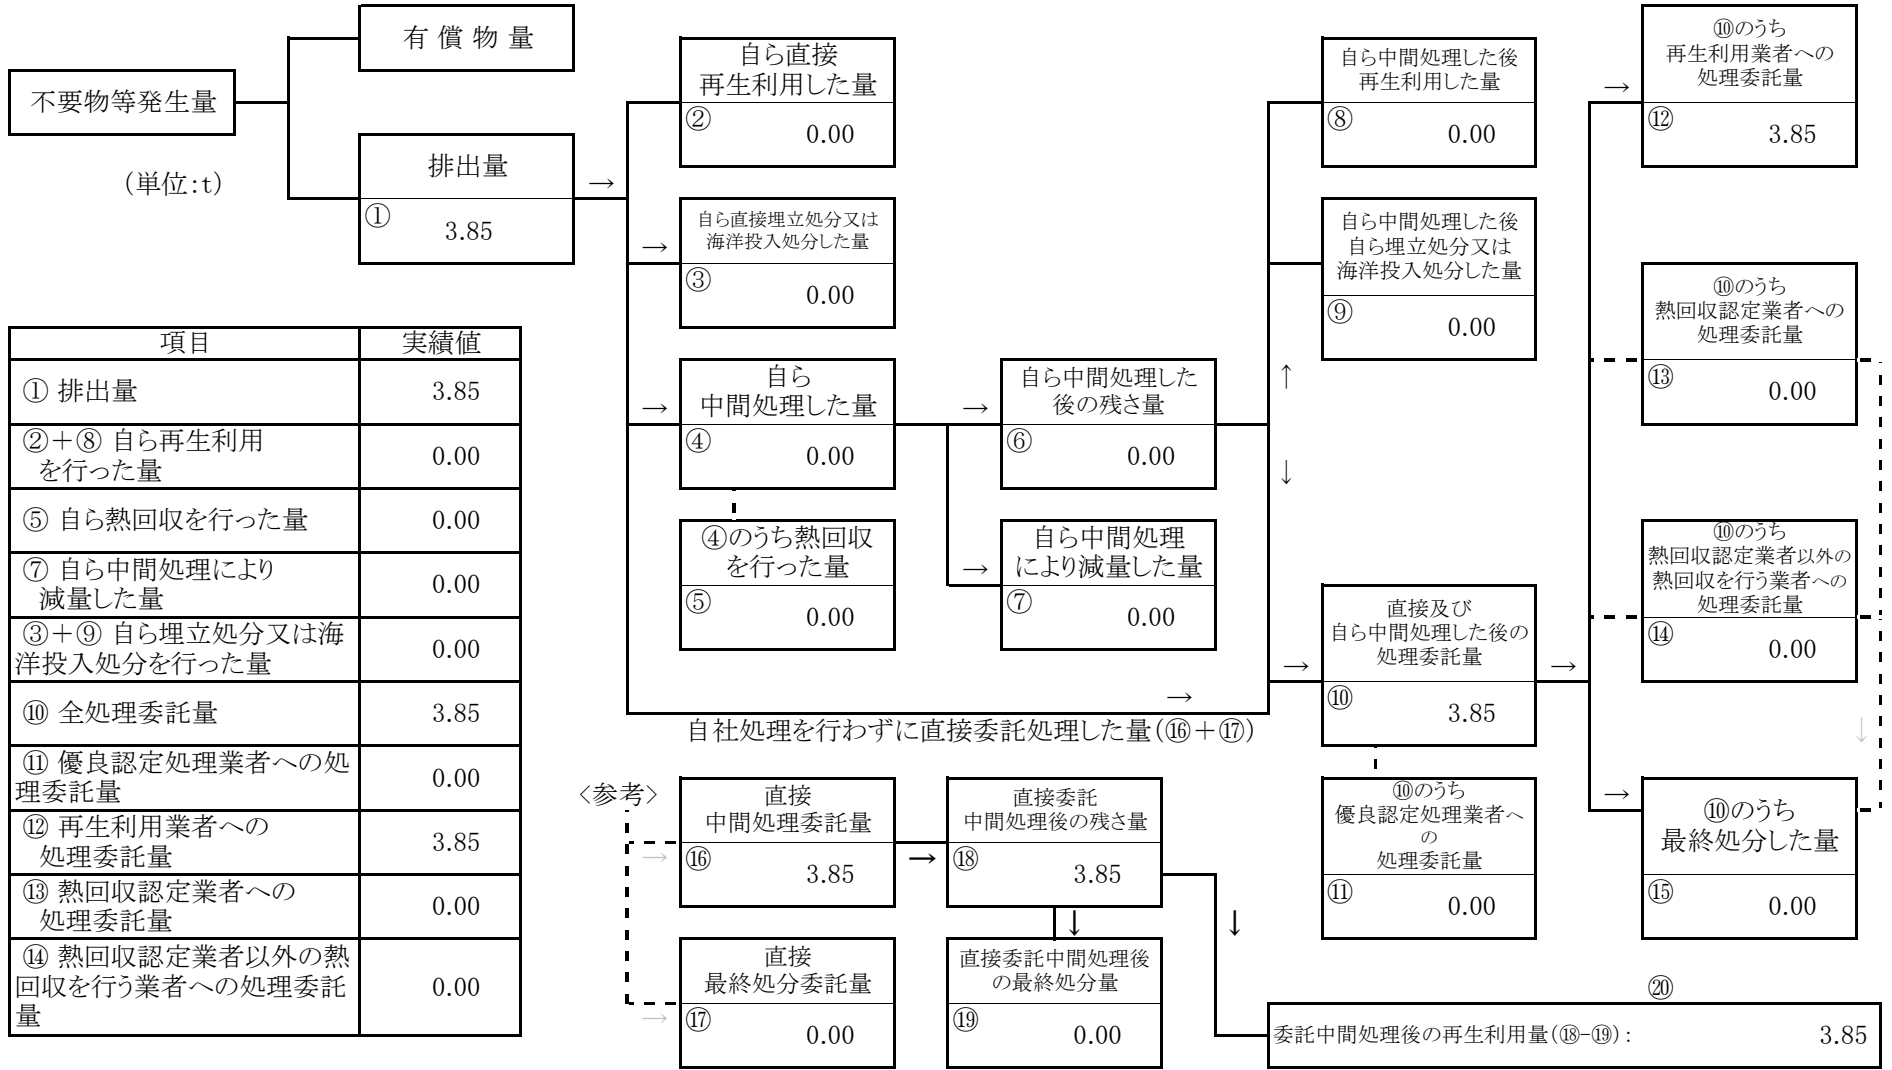 不要物等発生量
(単位:t)
有 償 物 量
排出量
①
3.85
→
自ら直接
再生利用した量
②
0.00
→
自ら直接埋立処分又は
海洋投入処分した量
③
0.00
→
自ら
中間処理した量
④
0.00
④のうち熱回収
を行った量
⑤
0.00
→
自ら中間処理した
後の残さ量
⑥
0.00
→
自ら中間処理
により減量した量
⑦
0.00
↑
↓
自ら中間処理した後
再生利用した量
⑧
0.00
自ら中間処理した後
自ら埋立処分又は
海洋投入処分した量
⑨
0.00
→
自社処理を行わずに直接委託処理した量(⑯+⑰)
→
直接及び
自ら中間処理した後の
処理委託量
⑩
3.85
⑩のうち
優良認定処理業者へ
の
処理委託量
⑪
0.00
→
→
⑩のうち
再生利用業者への
処理委託量
⑫
3.85
⑩のうち
熱回収認定業者への
処理委託量
⑬
0.00
⑩のうち
熱回収認定業者以外の
熱回収を行う業者への
処理委託量
⑭
0.00
↓
→
⑩のうち
最終処分した量
⑮
0.00
項目 実績値
① 排出量 3.85
②+⑧ 自ら再生利用
を行った量 0.00
⑤ 自ら熱回収を行った量 0.00
⑦ 自ら中間処理により
減量した量 0.00
③+⑨ 自ら埋立処分又は海
洋投入処分を行った量 0.00
⑩ 全処理委託量 3.85
⑪ 優良認定処理業者への処
理委託量 0.00
⑫ 再生利用業者への
処理委託量 3.85
⑬ 熱回収認定業者への
処理委託量 0.00
⑭ 熱回収認定業者以外の熱
回収を行う業者への処理委託
量 0.00
<参考>
→
直接
中間処理委託量
⑯
3.85
→
直接委託
中間処理後の残さ量
⑱
3.85
↓
↓
→
直接
最終処分委託量
⑰
0.00
直接委託中間処理後
の最終処分量
⑲
0.00
⑳
委託中間処理後の再生利用量(⑱-⑲): 3.85